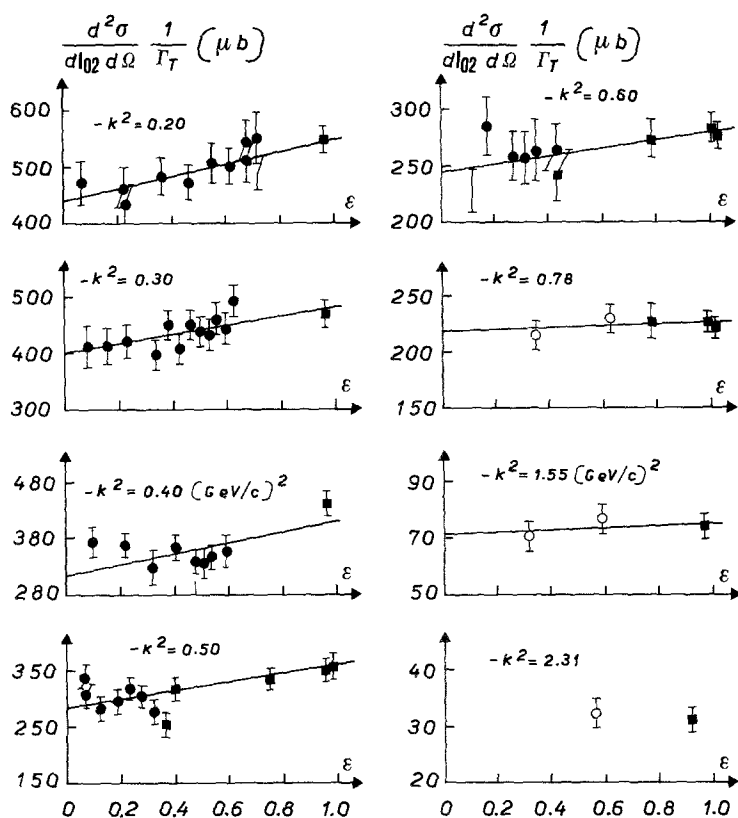 d²σ/dl₀₂ dΩ 1/Γ_T (μb)
600
500
400
-k² = 0.20
ε
500
400
300
-k² = 0.30
ε
480
380
280
-k² = 0.40 (GeV/c)²
ε
350
250
150
-k² = 0.50
ε
0 0.2 0.4 0.6 0.8 1.0
d²σ/dl₀₂ dΩ 1/Γ_T (μb)
300
250
200
-k² = 0.60
ε
220
220
150
-k² = 0.78
ε
90
70
50
-k² = 1.55 (GeV/c)²
ε
40
30
20
-k² = 2.31
ε
0 0.2 0.4 0.6 0.8 1.0